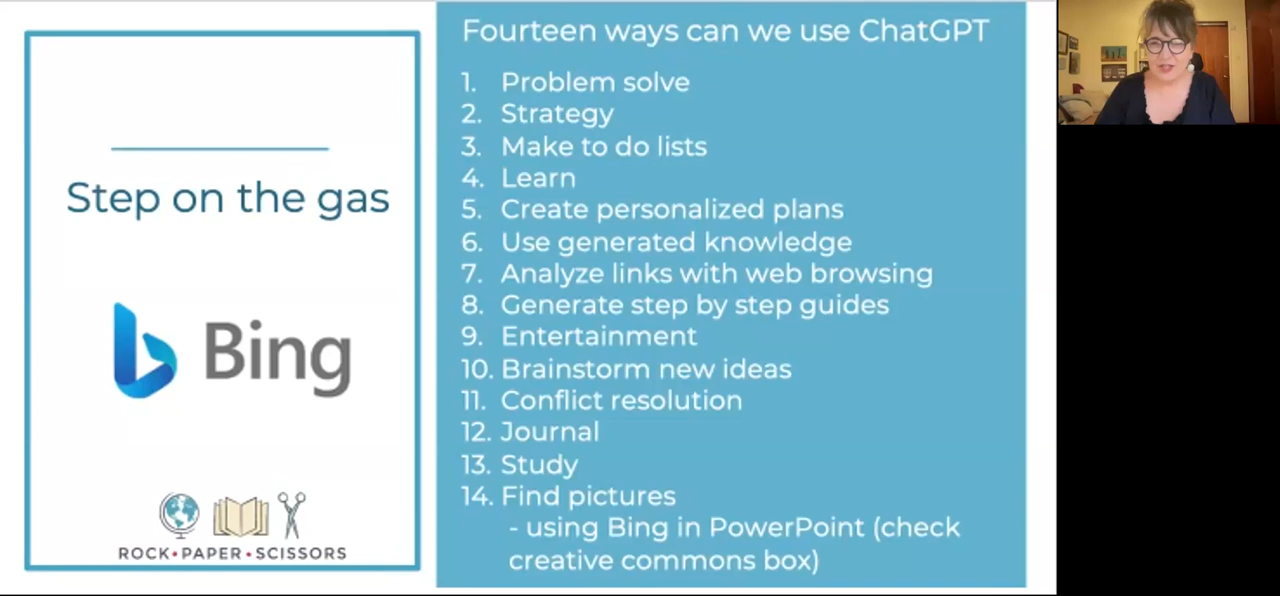 Step on the gas
Bing
ROCK•PAPER•SCISSORS
Fourteen ways can we use ChatGPT
1. Problem solve
2. Strategy
3. Make to do lists
4. Learn
5. Create personalized plans
6. Use generated knowledge
7. Analyze links with web browsing
8. Generate step by step guides
9. Entertainment
10. Brainstorm new ideas
11. Conflict resolution
12. Journal
13. Study
14. Find pictures
- using Bing in PowerPoint (check
creative commons box)